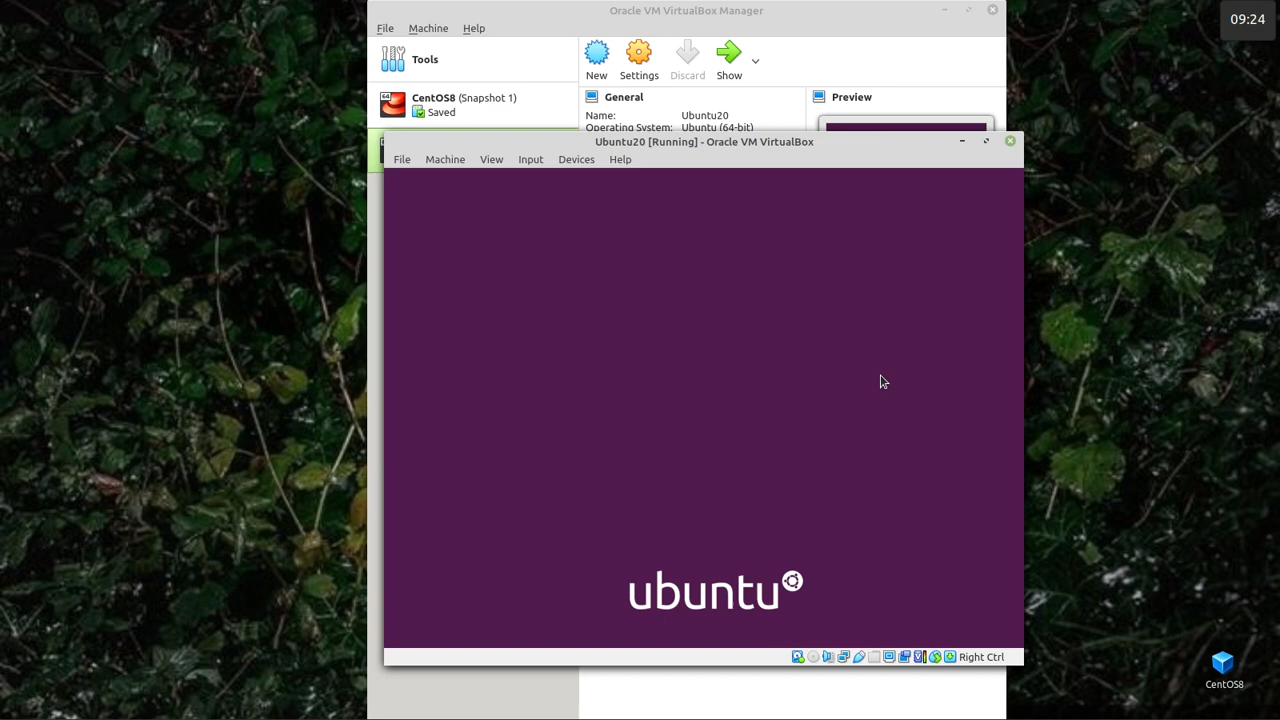 Oracle VM VirtualBox Manager
09:24
File Machine Help
Tools
New Settings Discard Show
CentOS8 (Snapshot 1)
Saved
General
Preview
Name: Ubuntu20
Operating System: Ubuntu (64-bit)
Ubuntu20 [Running] - Oracle VM VirtualBox
File Machine View Input Devices Help
ubuntu
Right Ctrl
CentOS8